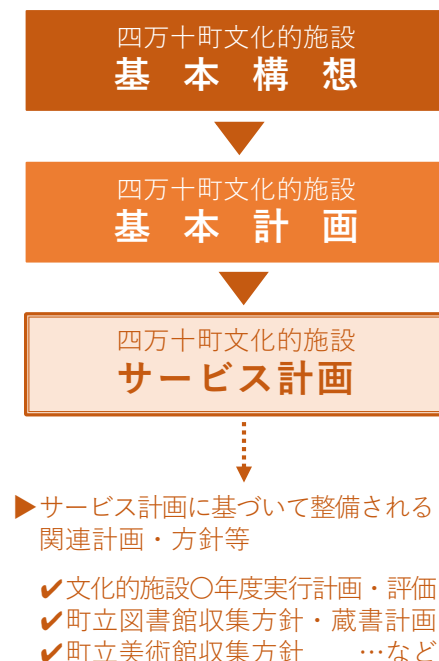 四万十町文化的施設
基本構想
四万十町文化的施設
基本計画
四万十町文化的施設
サービス計画
▶サービス計画に基づいて整備される
関連計画・方針等
✔文化的施設〇年度実行計画・評価
✔町立図書館収集方針・蔵書計画
✔町立美術館収集方針　…など